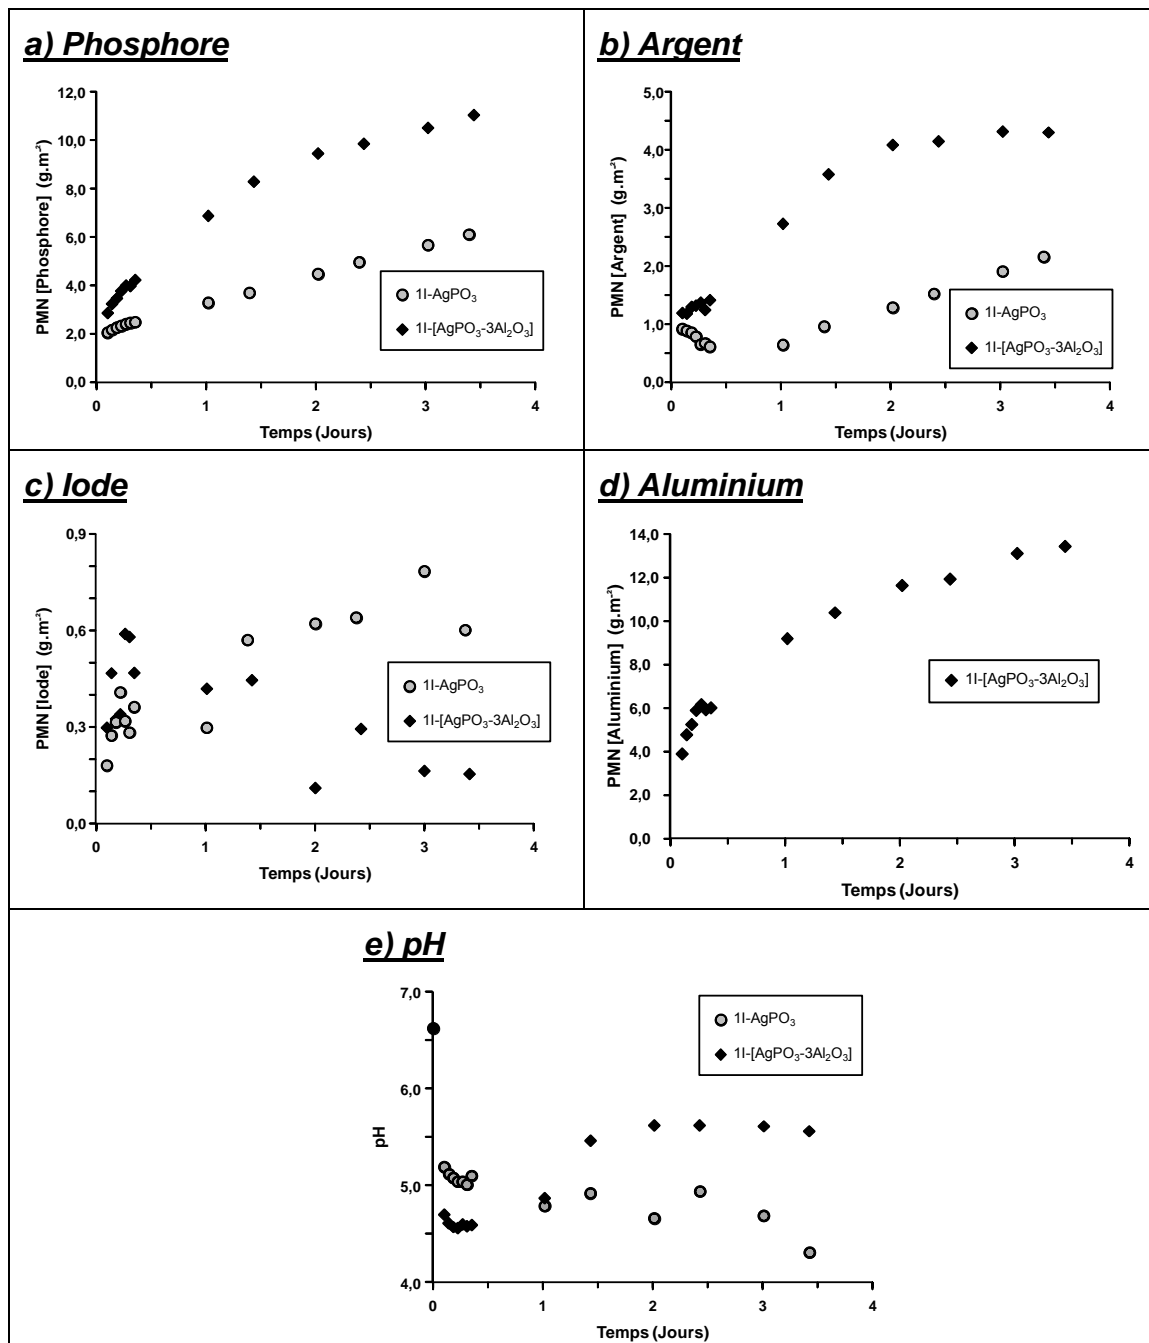 a) Phosphore
12,0
10,0
8,0
6,0
4,0
2,0
0,0
PMN [Phosphore] (g.m⁻²)
1I-AgPO₃
1I-[AgPO₃-3Al₂O₃]
0 1 2 3 4
Temps (Jours)
b) Argent
5,0
4,0
3,0
2,0
1,0
0,0
PMN [Argent] (g.m⁻²)
1I-AgPO₃
1I-[AgPO₃-3Al₂O₃]
0 1 2 3 4
Temps (Jours)
c) Iode
0,9
0,6
0,3
0,0
PMN [Iode] (g.m⁻²)
1I-AgPO₃
1I-[AgPO₃-3Al₂O₃]
0 1 2 3 4
Temps (Jours)
d) Aluminium
14,0
12,0
10,0
8,0
6,0
4,0
2,0
0,0
PMN [Aluminium] (g.m⁻²)
1I-[AgPO₃-3Al₂O₃]
0 1 2 3 4
Temps (Jours)
e) pH
7,0
6,0
5,0
4,0
pH
1I-AgPO₃
1I-[AgPO₃-3Al₂O₃]
0 1 2 3 4
Temps (Jours)